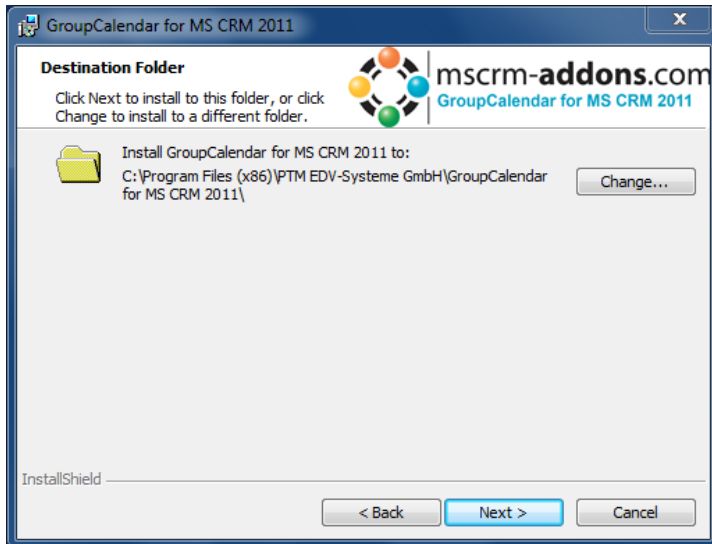 GroupCalendar for MS CRM 2011
x
Destination Folder
Click Next to install to this folder, or click
Change to install to a different folder.
mscrm-addons.com
GroupCalendar for MS CRM 2011
Install GroupCalendar for MS CRM 2011 to:
C:\Program Files (x86)\PTM EDV-Systeme GmbH\GroupCalendar
for MS CRM 2011\
Change...
InstallShield
< Back
Next >
Cancel